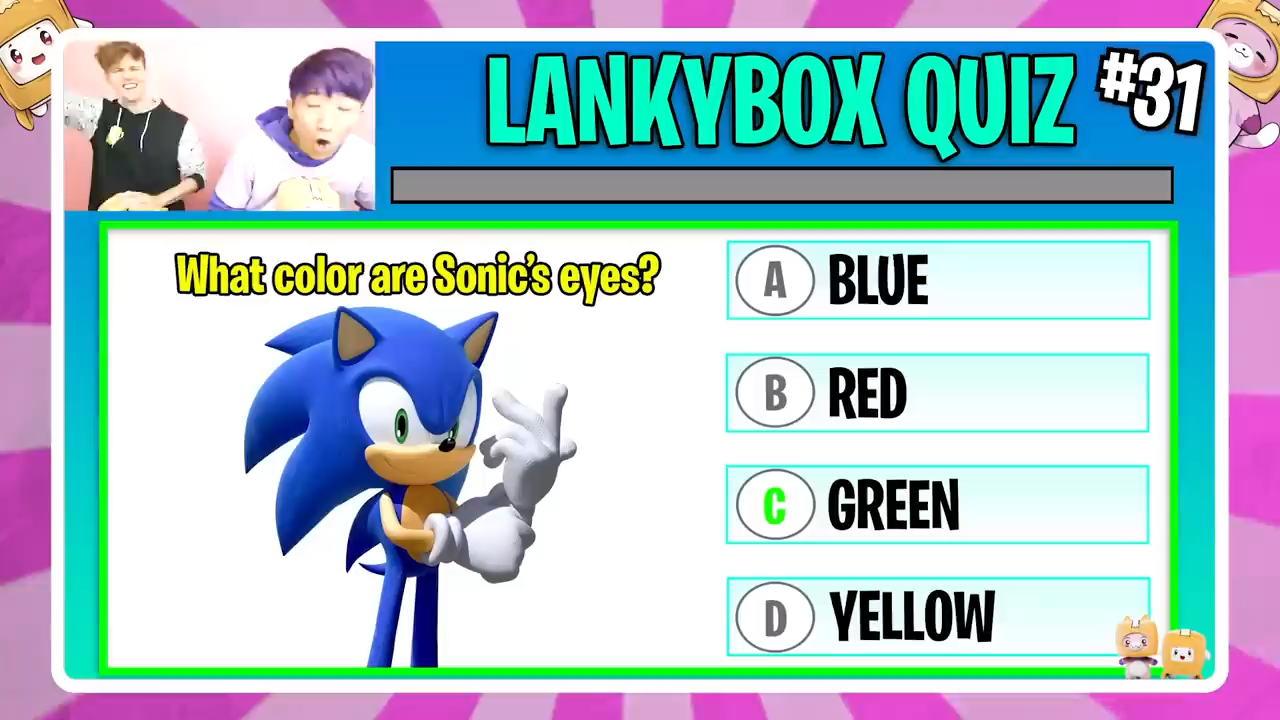 LANKYBOX QUIZ #31
What color are Sonic's eyes?
A BLUE
B RED
C GREEN
D YELLOW